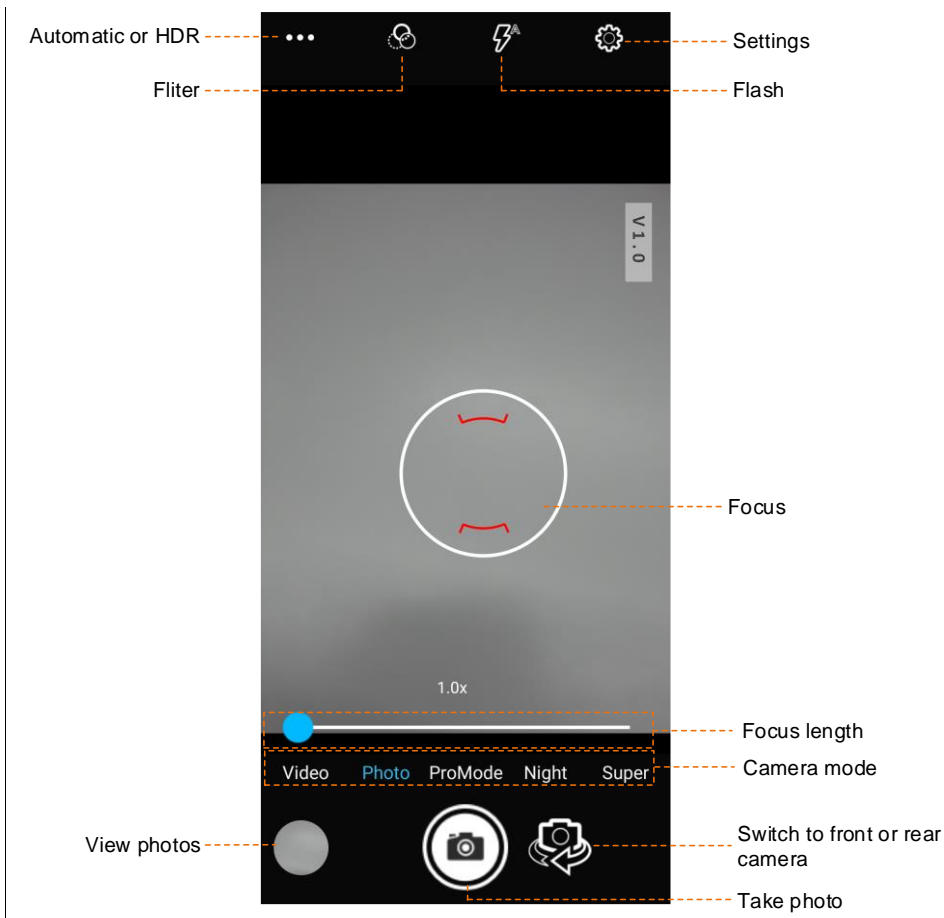 Automatic or HDR
Settings
Fliter
A
Flash
V1.0
Focus
1.0x
Focus length
Video Photo ProMode Night Super
Camera mode
View photos
Switch to front or rear
camera
Take photo